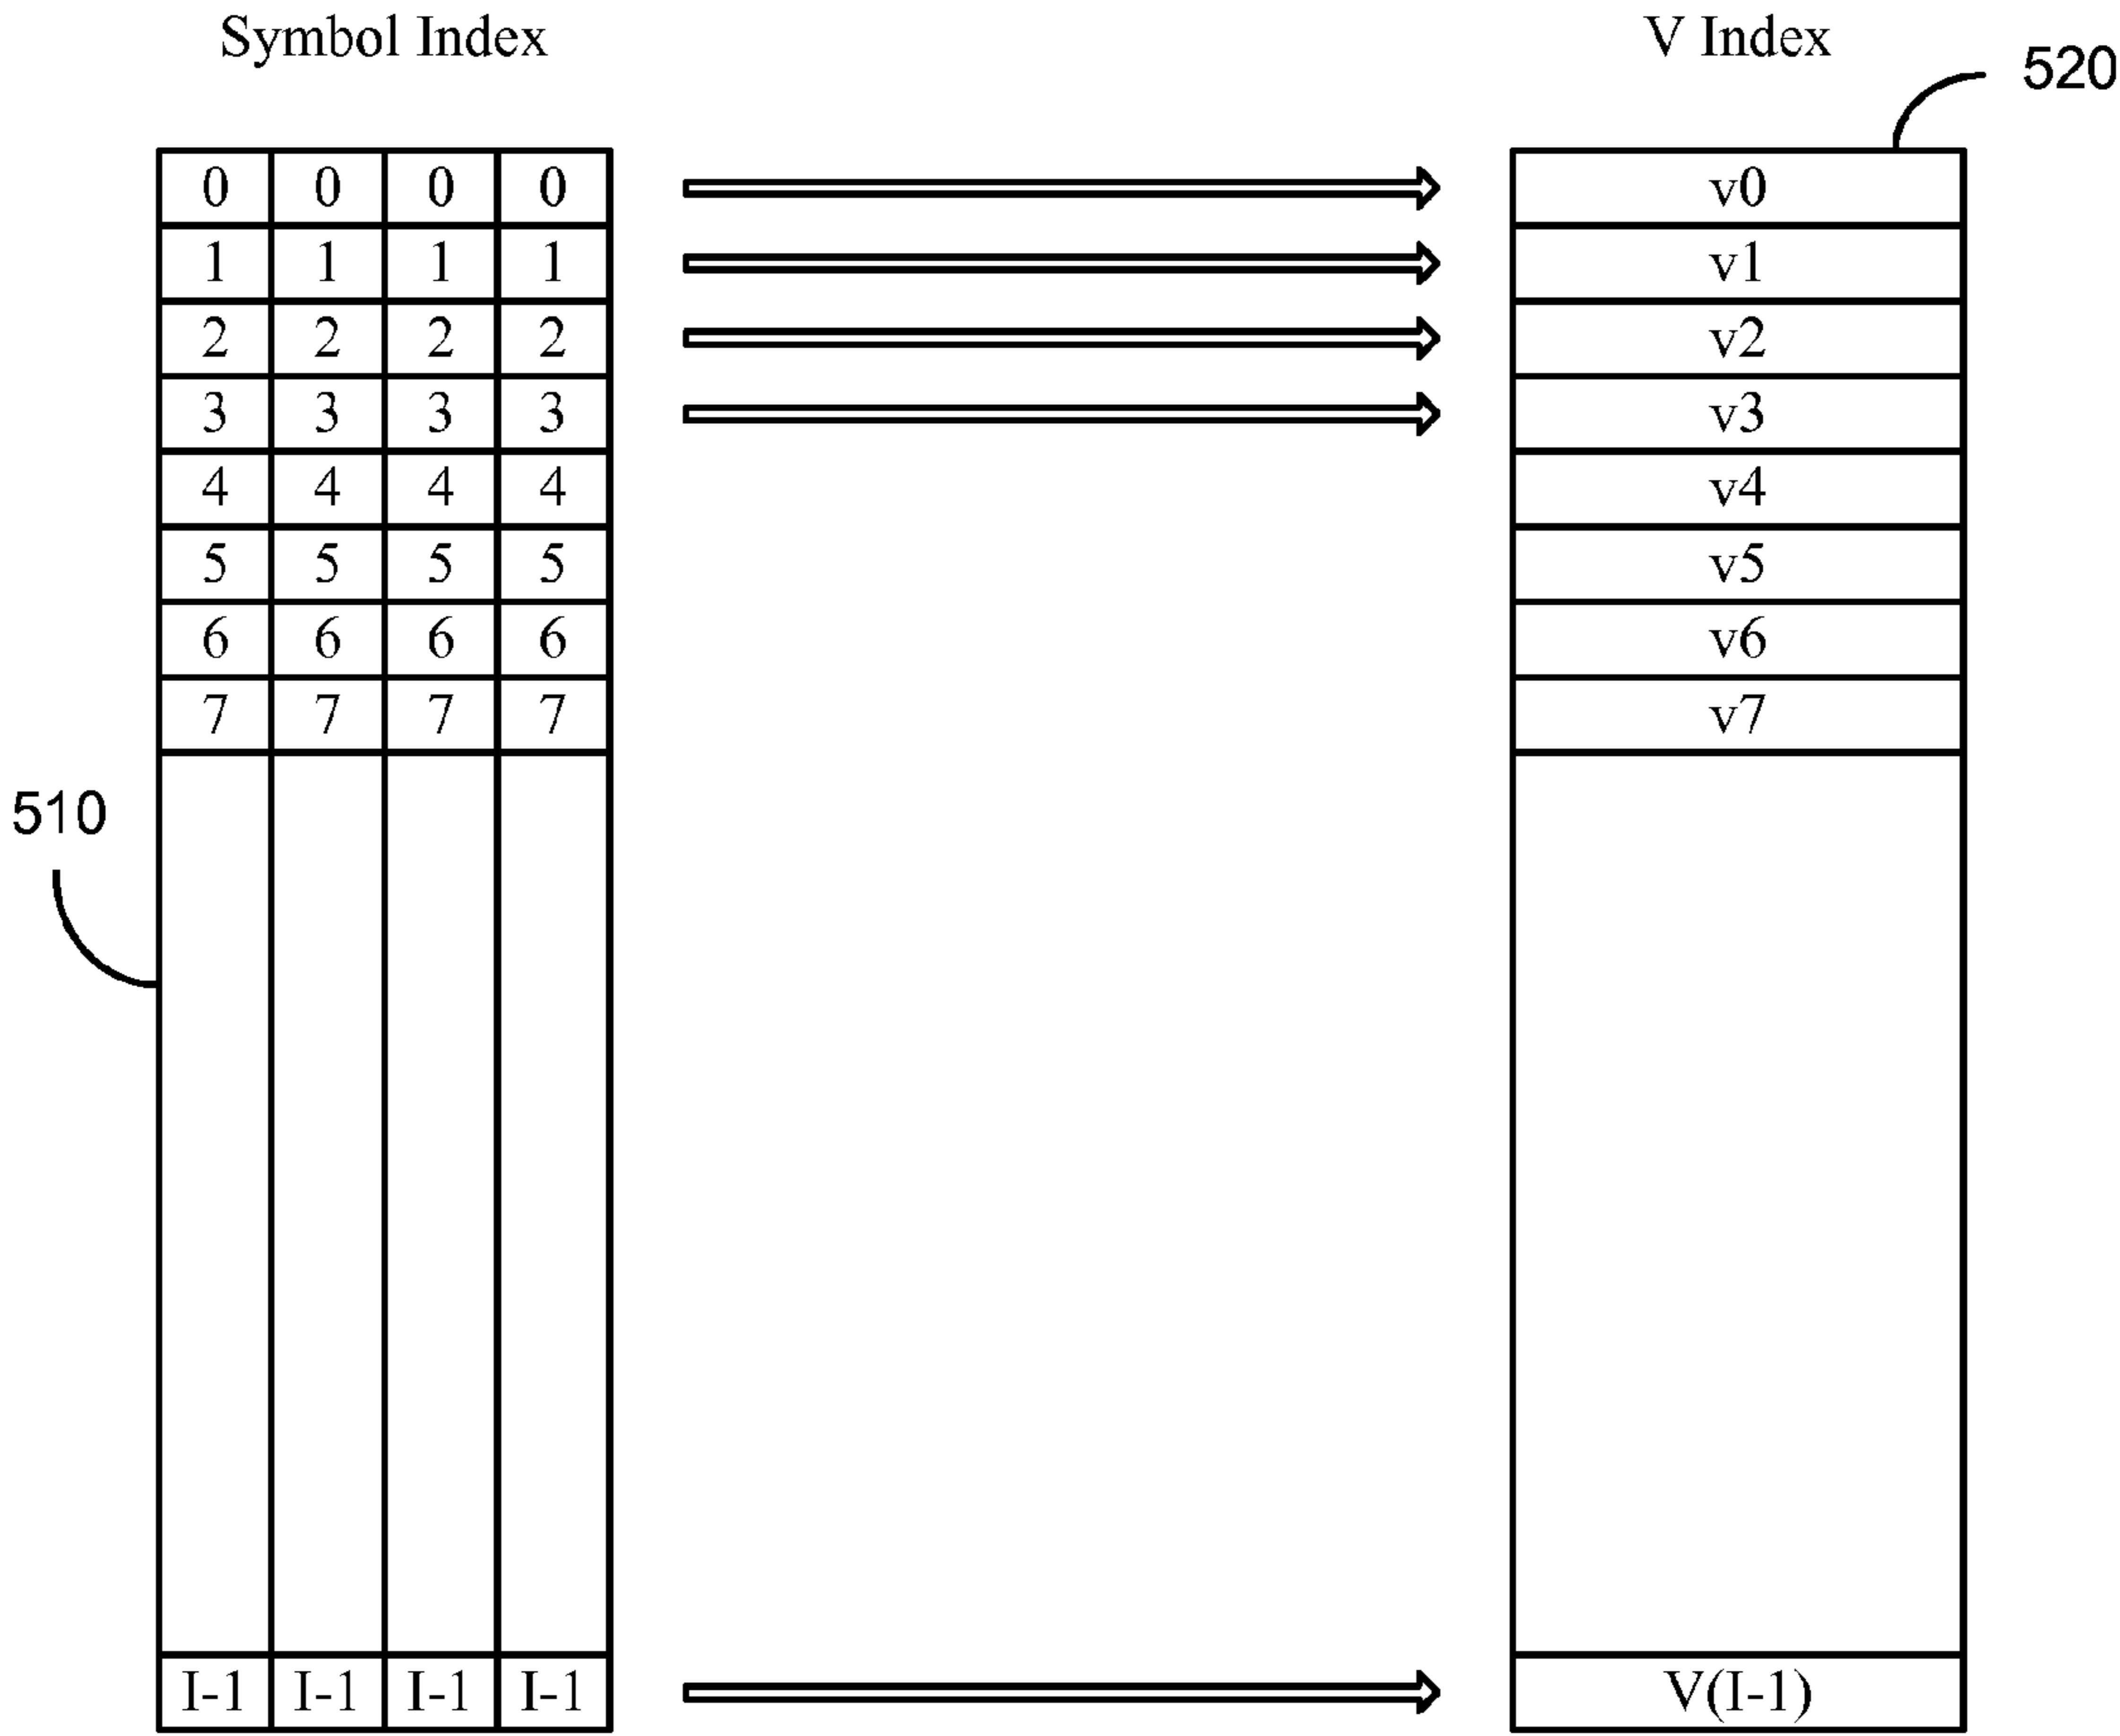 Symbol Index V Index
520
0 0 0 0 v0
1 1 1 1 v1
2 2 2 2 v2
3 3 3 3 v3
4 4 4 4 v4
5 5 5 5 v5
6 6 6 6 v6
7 7 7 7 v7
510
I-1 I-1 I-1 I-1 V(I-1)